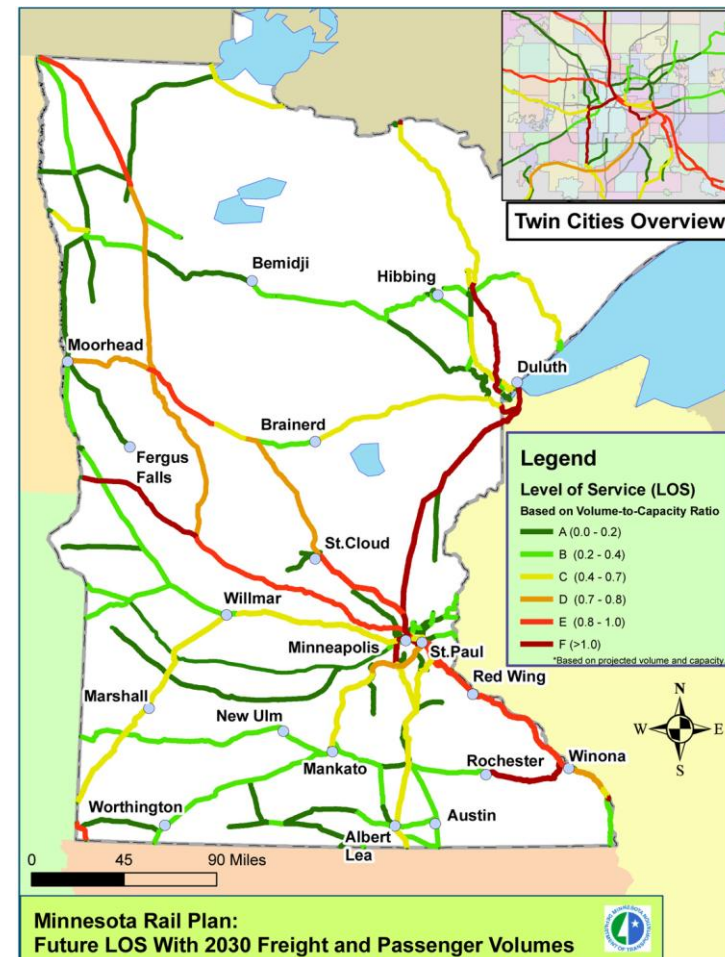 Twin Cities Overview
Bemidji
Hibbing
Moorhead
Duluth
Brainerd
Fergus
Falls
Legend
Level of Service (LOS)
Based on Volume-to-Capacity Ratio
A (0.0 - 0.2)
B (0.2 - 0.4)
C (0.4 - 0.7)
D (0.7 - 0.8)
E (0.8 - 1.0)
F (>1.0)
*Based on projected volume and capacity.
St.Cloud
Willmar
Minneapolis
St.Paul
Red Wing
Marshall
New Ulm
Mankato
Rochester
Winona
Worthington
Albert
Lea
Austin
N
W
E
S
0 45 90 Miles
Minnesota Rail Plan:
Future LOS With 2030 Freight and Passenger Volumes